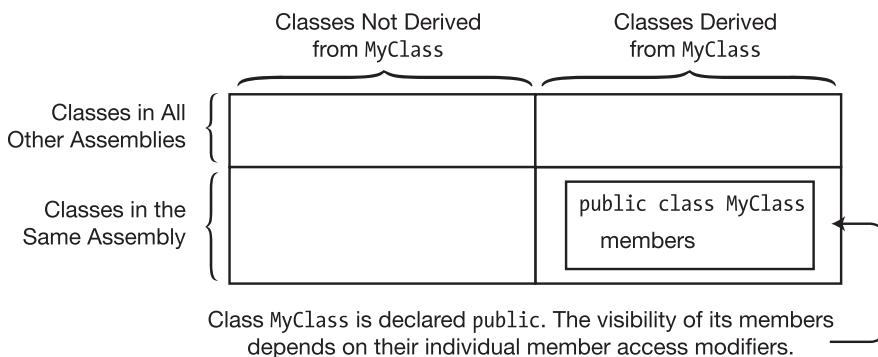 Classes Not Derived
from MyClass
Classes Derived
from MyClass
Classes in All
Other Assemblies
Classes in the
Same Assembly
public class MyClass
members
Class MyClass is declared public. The visibility of its members
depends on their individual member access modifiers.